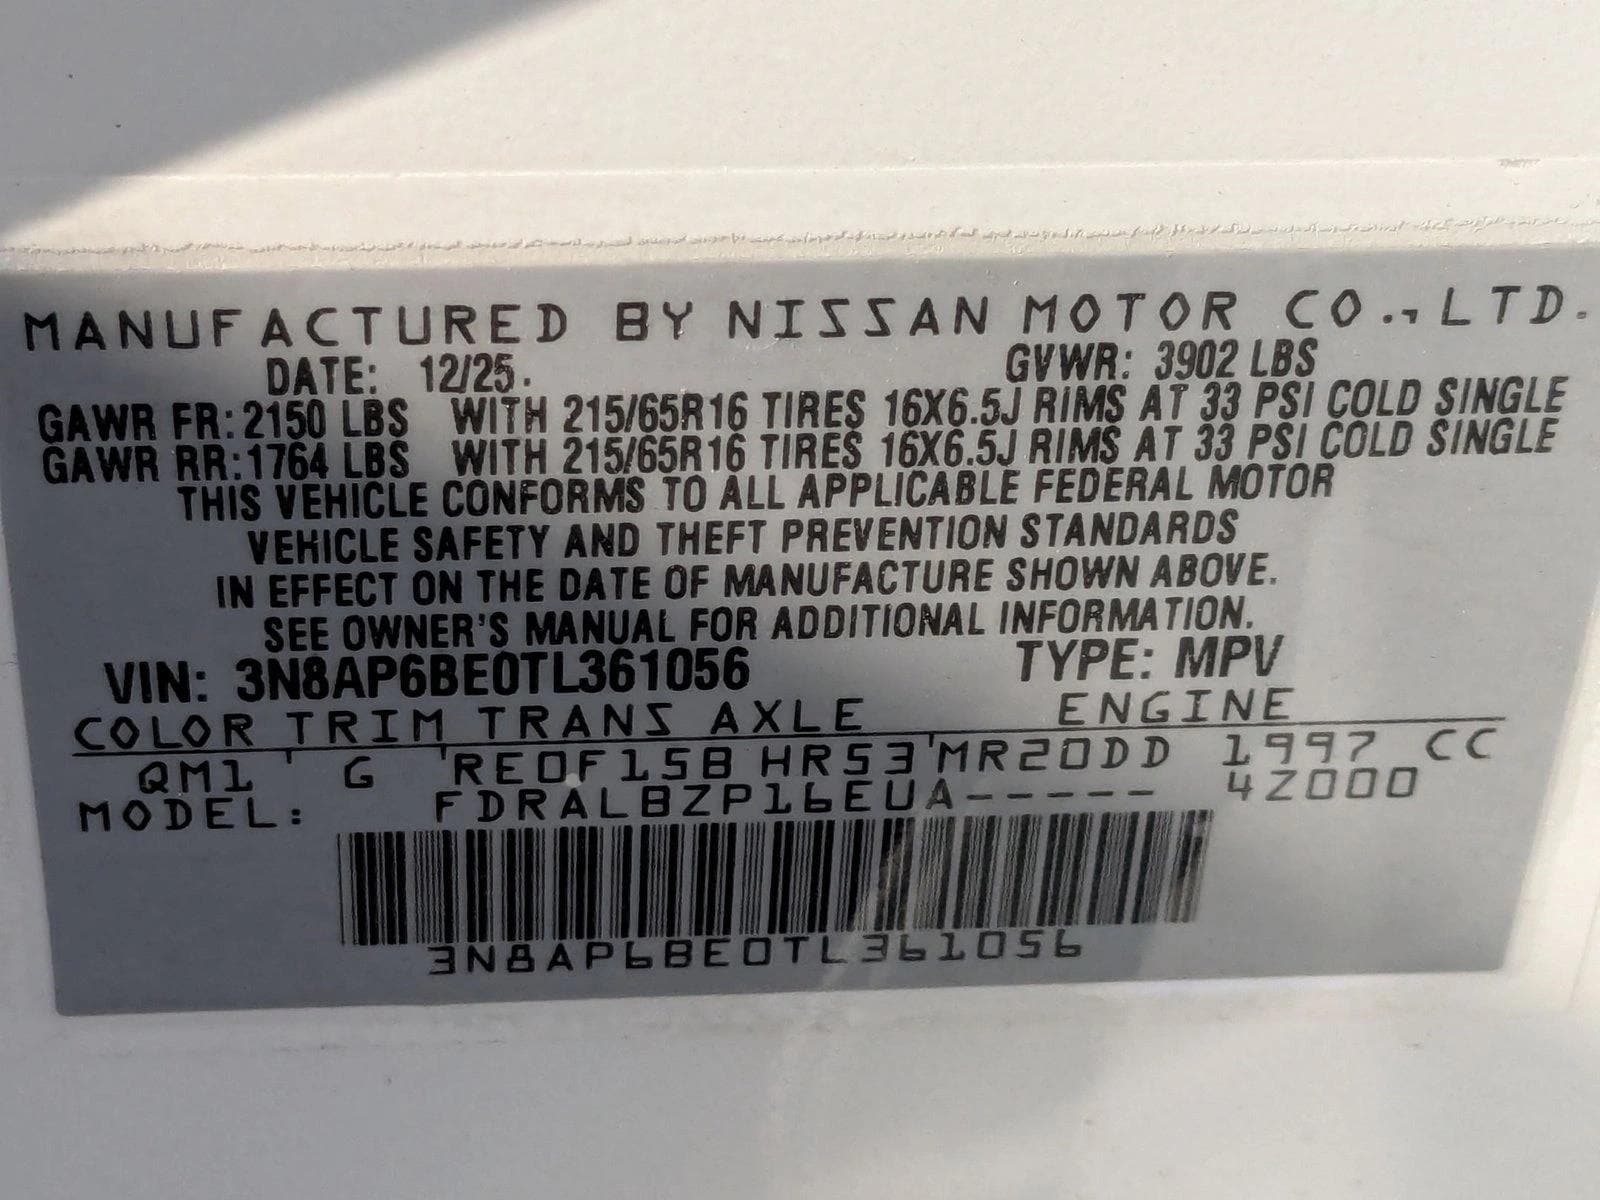 MANUFACTURED BY NISSAN MOTOR CO., LTD.
DATE: 12/25. GVWR: 3902 LBS
GAWR FR: 2150 LBS WITH 215/65R16 TIRES 16X6.5J RIMS AT 33 PSI COLD SINGLE
GAWR RR: 1764 LBS WITH 215/65R16 TIRES 16X6.5J RIMS AT 33 PSI COLD SINGLE
THIS VEHICLE CONFORMS TO ALL APPLICABLE FEDERAL MOTOR
VEHICLE SAFETY AND THEFT PREVENTION STANDARDS
IN EFFECT ON THE DATE OF MANUFACTURE SHOWN ABOVE.
SEE OWNER'S MANUAL FOR ADDITIONAL INFORMATION.
VIN: 3N8AP6BE0TL361056 TYPE: MPV
COLOR TRIM TRANS AXLE ENGINE
QM1 ' G 'RE0F15B HR53'MR20DD 1997 CC
MODEL: FDRALBZP16EUA----- 4Z000
3N8AP6BE0TL361056